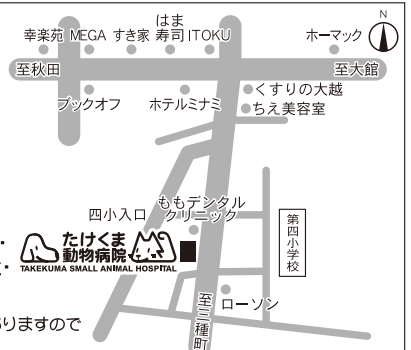 N
はま
幸楽苑 MEGA すき家 寿司 ITOKU ホーマック
至秋田 至大館
ブックオフ ホテルミナミ くすりの大越
ちえ美容室
ももデンタル
四小入口 クリニック
第四小学校
たけくま
動物病院
TAKEKUMA SMALL ANIMAL HOSPITAL
ローソン
至三種町
りますので